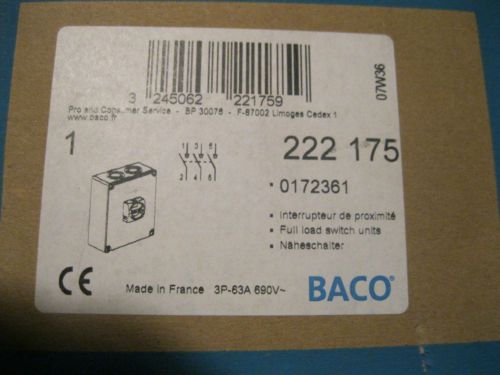 3 245062 221759
07W36
Pro and Consumer Service - BP 30076 - F-87002 Limoges Cedex 1
www.baco.fr
1
222 175
• 0172361
1 3 5
2 4 6
• Interrupteur de proximité
• Full load switch units
• Näheschalter
CE
Made in France 3P-63A 690V~
BACO®